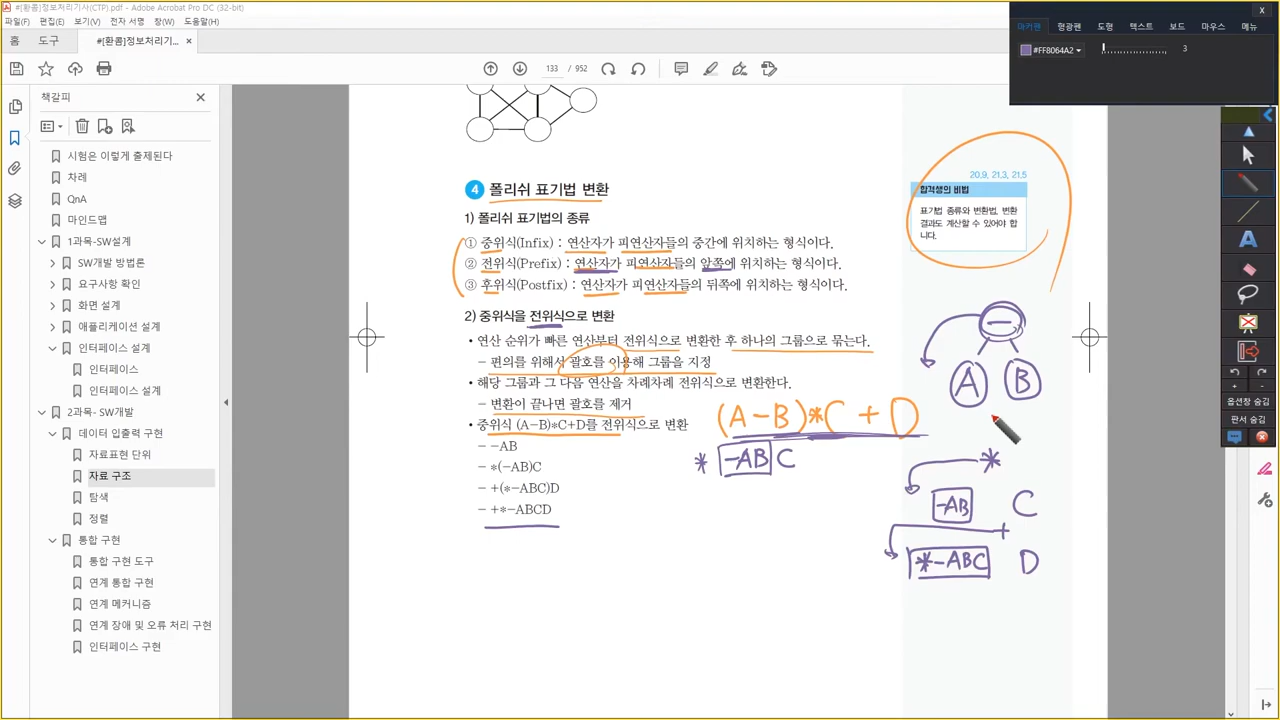 #[환콤]정보처리기사(CTP).pdf - Adobe Acrobat Pro DC (32-bit)
파일(F) 편집(E) 보기(V) 전자 서명 창(W) 도움말(H)
홈 도구 #[환콤]정보처리기... ×
133 / 952
x
마카펜 형광펜 도형 텍스트 보드 마우스 메뉴
#FF8064A2 3
책갈피
시험은 이렇게 출제된다
차례
QnA
마인드맵
1과목-SW설계
SW개발 방법론
요구사항 확인
화면 설계
애플리케이션 설계
인터페이스 설계
인터페이스
인터페이스 설계
2과목- SW개발
데이터 입출력 구현
자료표현 단위
자료 구조
탐색
정렬
통합 구현
통합 구현 도구
연계 통합 구현
연계 메커니즘
연계 장애 및 오류 처리 구현
인터페이스 구현
4 폴리쉬 표기법 변환
1) 폴리쉬 표기법의 종류
① 중위식(Infix) : 연산자가 피연산자들의 중간에 위치하는 형식이다.
② 전위식(Prefix) : 연산자가 피연산자들의 앞쪽에 위치하는 형식이다.
③ 후위식(Postfix) : 연산자가 피연산자들의 뒤쪽에 위치하는 형식이다.
2) 중위식을 전위식으로 변환
• 연산 순위가 빠른 연산부터 전위식으로 변환한 후 하나의 그룹으로 묶는다.
− 편의를 위해서 괄호를 이용해 그룹을 지정
• 해당 그룹과 그 다음 연산을 차례차례 전위식으로 변환한다.
− 변환이 끝나면 괄호를 제거
• 중위식 (A−B)*C+D를 전위식으로 변환
− −AB
− *(−AB)C
− +(*−ABC)D
− +*−ABCD
(A−B)*C + D
* −AB C
20.9, 21.3, 21.5
합격생의 비법
표기법 종류와 변환법, 변환
결과도 계산할 수 있어야 합
니다.
−
A B
*
−AB C
+
*−ABC D
옵션창 숨김
판서 숨김